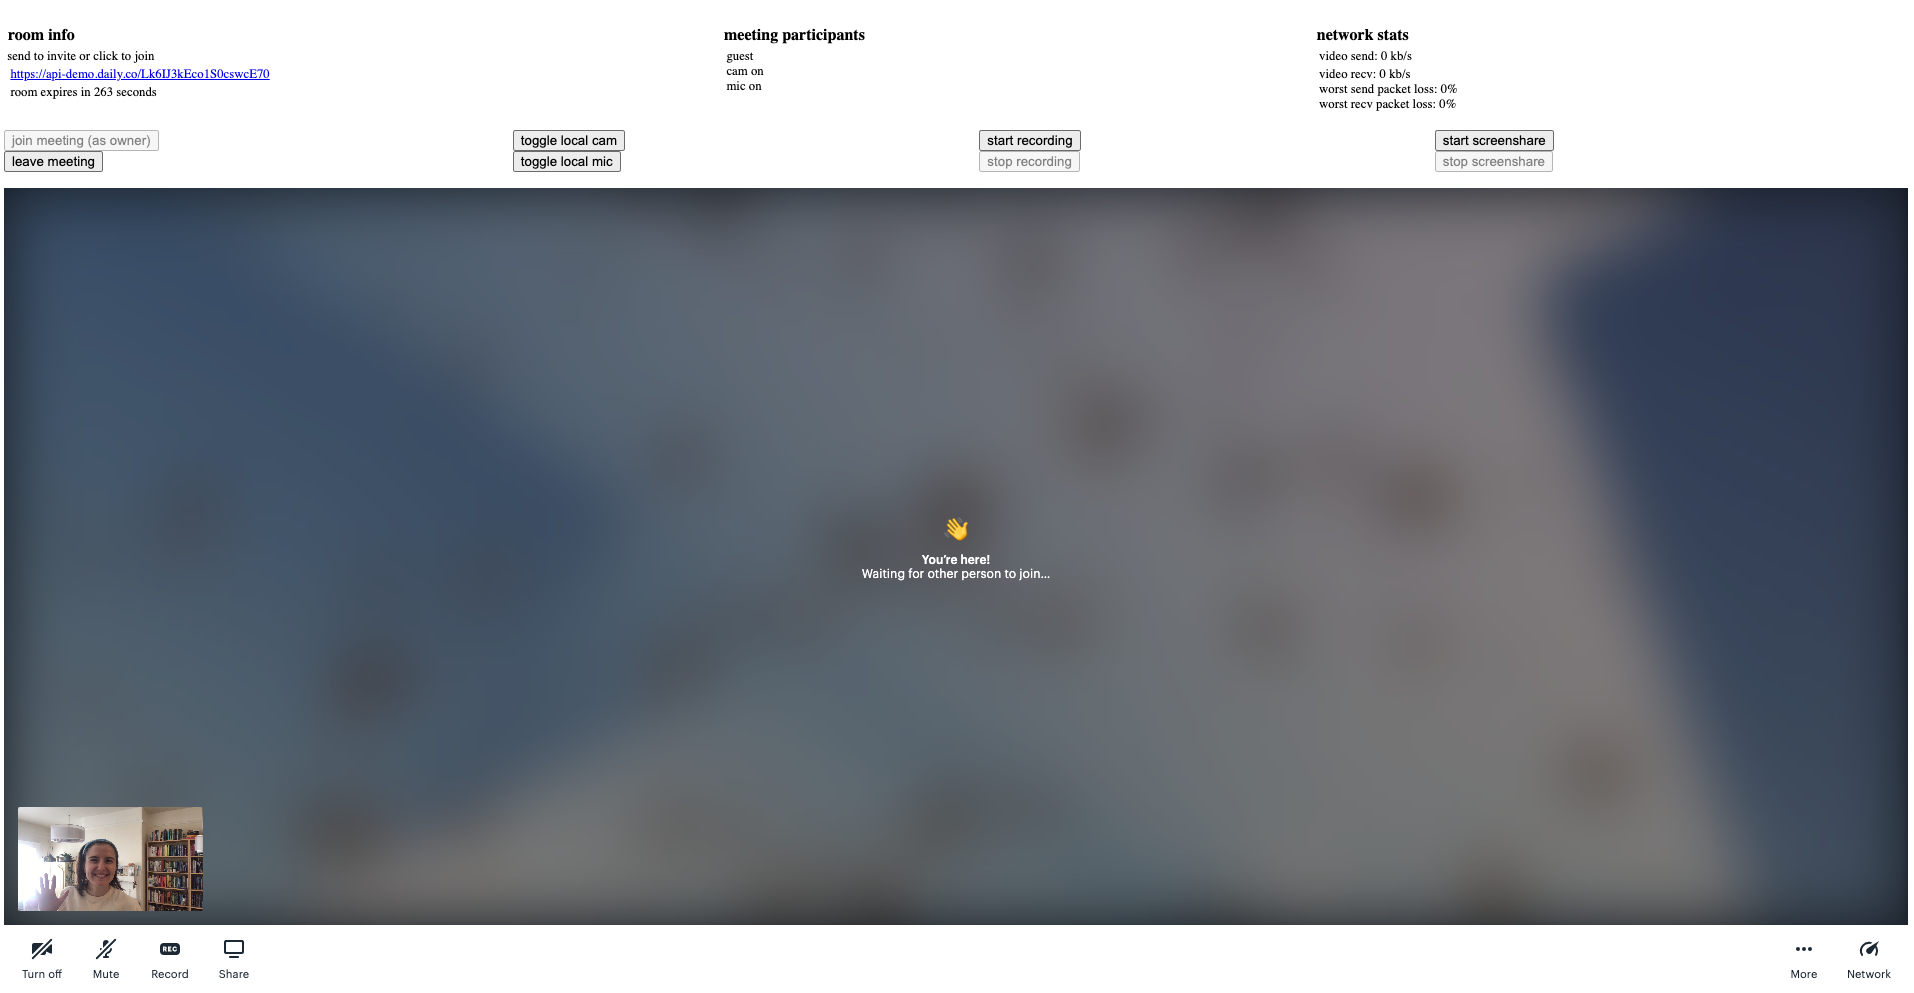 room info
send to invite or click to join
https://api-demo.daily.co/Lk6IJ3kEco1S0cswcE70
room expires in 263 seconds
meeting participants
guest
cam on
mic on
network stats
video send: 0 kb/s
video recv: 0 kb/s
worst send packet loss: 0%
worst recv packet loss: 0%
join meeting (as owner)
leave meeting
toggle local cam
toggle local mic
start recording
stop recording
start screenshare
stop screenshare
You're here!
Waiting for other person to join...
REC
Turn off
Mute
Record
Share
More
Network